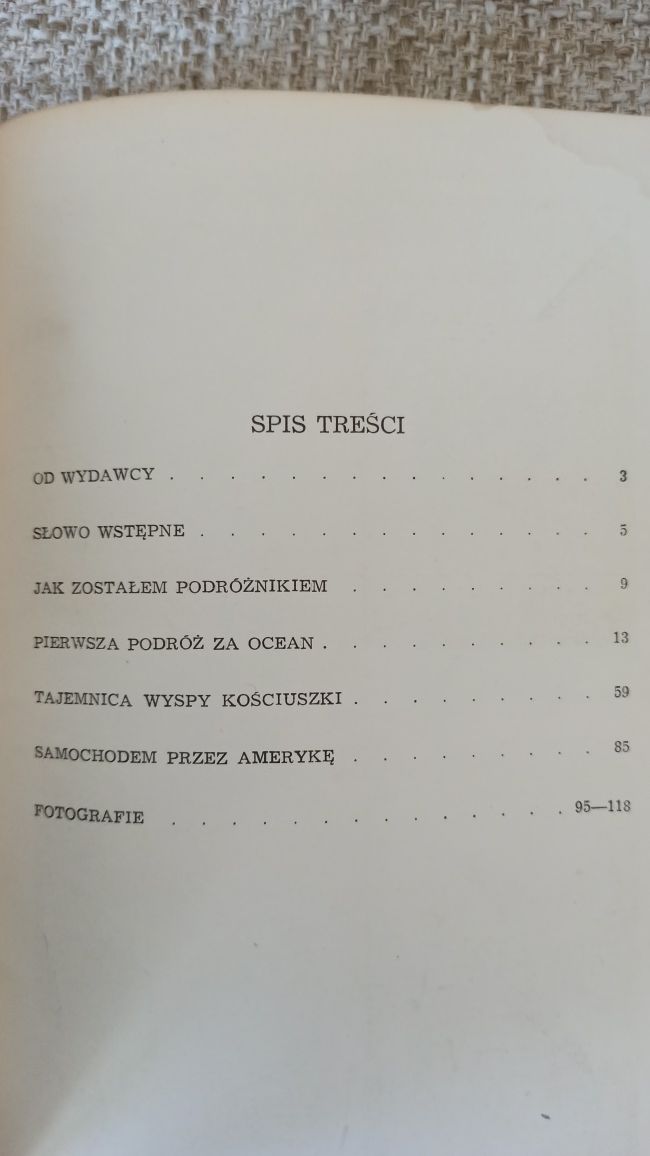 SPIS TREŚCI
OD WYDAWCY . . . . . . . . . . . . . . . 3
SŁOWO WSTĘPNE . . . . . . . . . . . . . . 5
JAK ZOSTAŁEM PODRÓŻNIKIEM . . . . . . . . . 9
PIERWSZA PODRÓŻ ZA OCEAN . . . . . . . . . . 13
TAJEMNICA WYSPY KOŚCIUSZKI . . . . . . . . . 59
SAMOCHODEM PRZEZ AMERYKĘ . . . . . . . . . 85
FOTOGRAFIE . . . . . . . . . . . . . . 95—118